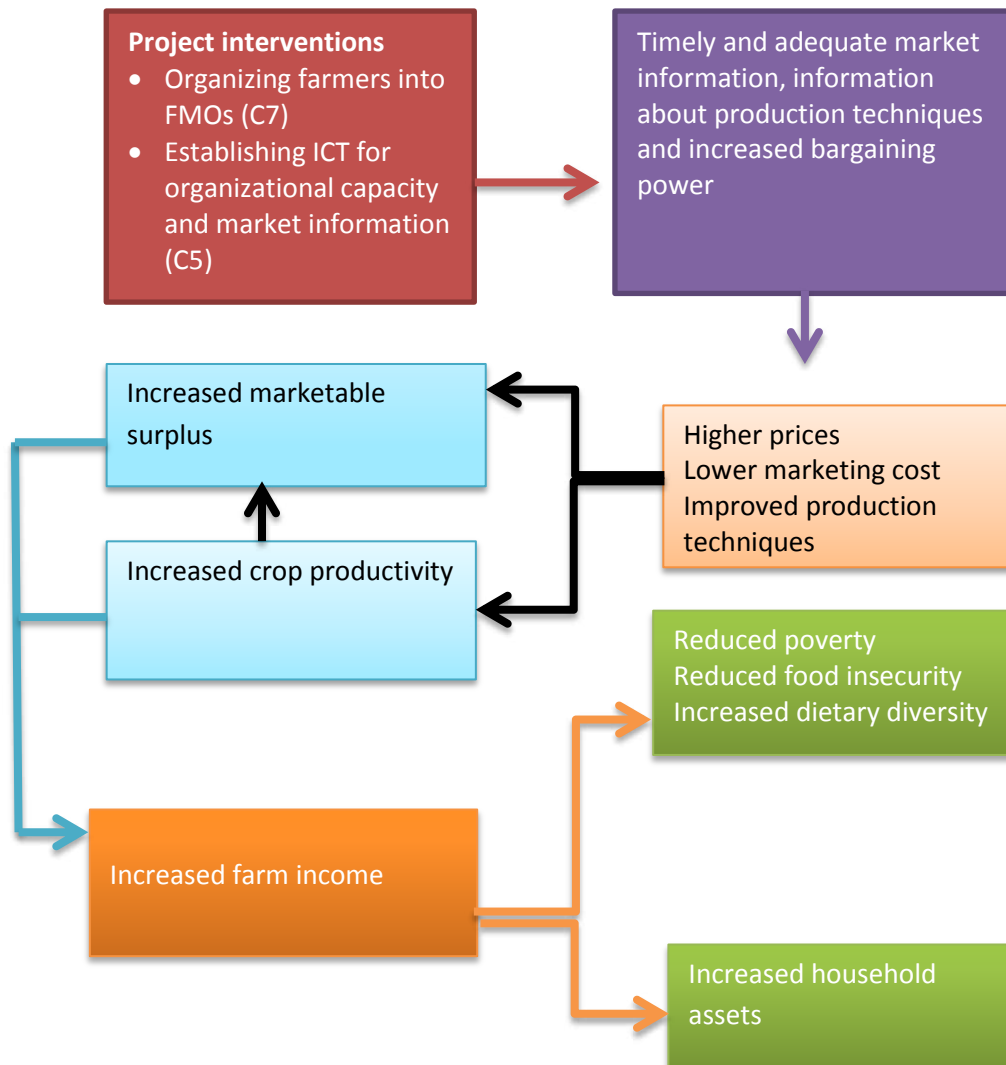 Project interventions
• Organizing farmers into
FMOs (C7)
• Establishing ICT for
organizational capacity
and market information
(C5)
Timely and adequate market
information, information
about production techniques
and increased bargaining
power
Increased marketable
surplus
Higher prices
Lower marketing cost
Improved production
techniques
Increased crop productivity
Reduced poverty
Reduced food insecurity
Increased dietary diversity
Increased farm income
Increased household
assets